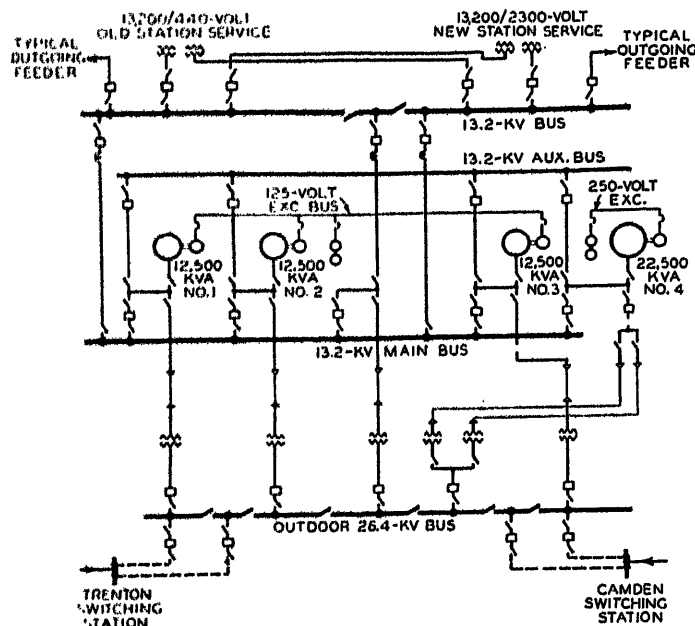 13,200/440-VOLT
OLD STATION SERVICE
13,200/2300-VOLT
NEW STATION SERVICE
TYPICAL
OUTGOING
FEEDER
TYPICAL
OUTGOING
FEEDER
13.2-KV BUS
13.2-KV AUX. BUS
125-VOLT
EXC BUS
250-VOLT
EXC.
12,500
KVA
NO.1
12,500
KVA
NO. 2
12,500
KVA
NO.3
22,500
KVA
NO. 4
13.2-KV MAIN BUS
OUTDOOR 26.4-KV BUS
TRENTON
SWITCHING
STATION
CAMDEN
SWITCHING
STATION